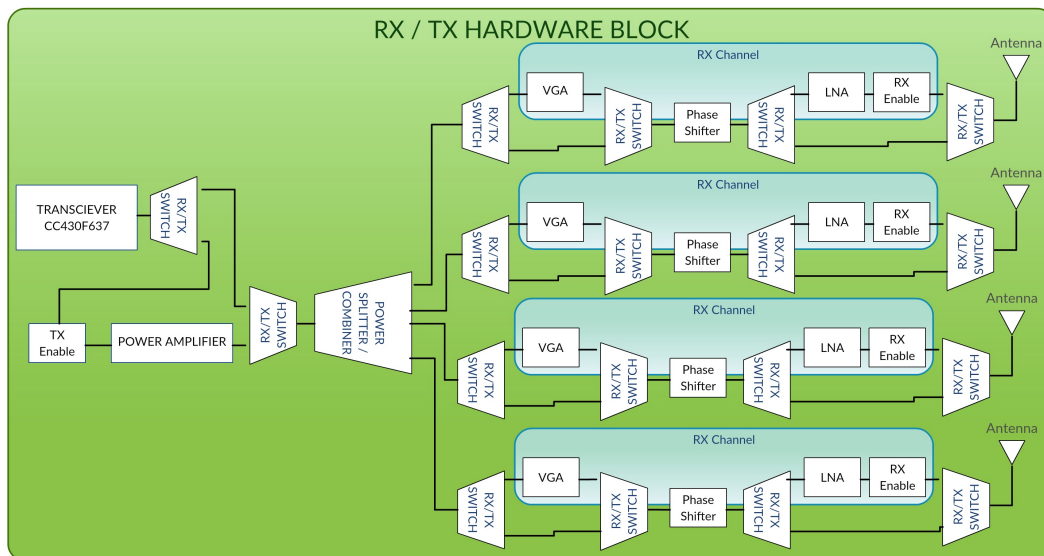 RX / TX HARDWARE BLOCK
Antenna
RX Channel
VGA
LNA
RX
Enable
RX/TX
SWITCH
RX/TX
SWITCH
Phase
Shifter
RX/TX
SWITCH
RX/TX
SWITCH
Antenna
RX Channel
VGA
LNA
RX
Enable
RX/TX
SWITCH
RX/TX
SWITCH
Phase
Shifter
RX/TX
SWITCH
RX/TX
SWITCH
TRANSCIEVER
CC430F637
RX/TX
SWITCH
TX
Enable
POWER AMPLIFIER
RX/TX
SWITCH
POWER
SPLITTER /
COMBINER
Antenna
RX Channel
VGA
LNA
RX
Enable
RX/TX
SWITCH
RX/TX
SWITCH
Phase
Shifter
RX/TX
SWITCH
RX/TX
SWITCH
Antenna
RX Channel
VGA
LNA
RX
Enable
RX/TX
SWITCH
RX/TX
SWITCH
Phase
Shifter
RX/TX
SWITCH
RX/TX
SWITCH